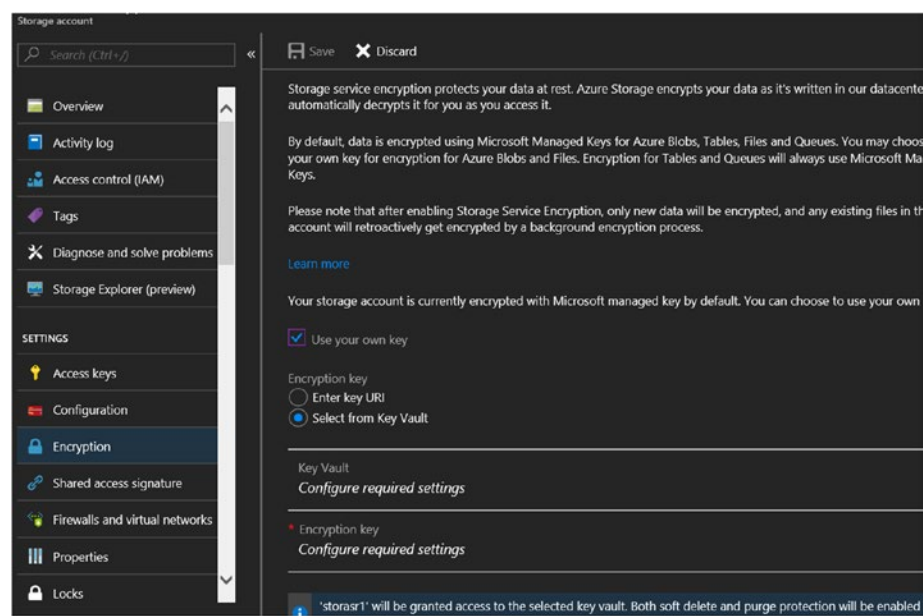 Storage account
Search (Ctrl+/)
«
Overview
Activity log
Access control (IAM)
Tags
Diagnose and solve problems
Storage Explorer (preview)
SETTINGS
Access keys
Configuration
Encryption
Shared access signature
Firewalls and virtual networks
Properties
Locks
Save Discard
Storage service encryption protects your data at rest. Azure Storage encrypts your data as it's written in our datacente
automatically decrypts it for you as you access it.
By default, data is encrypted using Microsoft Managed Keys for Azure Blobs, Tables, Files and Queues. You may choos
your own key for encryption for Azure Blobs and Files. Encryption for Tables and Queues will always use Microsoft Ma
Keys.
Please note that after enabling Storage Service Encryption, only new data will be encrypted, and any existing files in th
account will retroactively get encrypted by a background encryption process.
Learn more
Your storage account is currently encrypted with Microsoft managed key by default. You can choose to use your own
Use your own key
Encryption key
Enter key URI
Select from Key Vault
Key Vault
Configure required settings
* Encryption key
Configure required settings
'storasr1' will be granted access to the selected key vault. Both soft delete and purge protection will be enabled